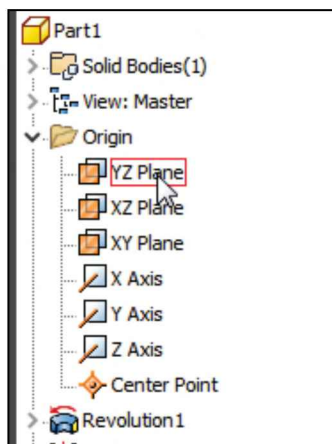 Part1
Solid Bodies(1)
View: Master
Origin
YZ Plane
XZ Plane
XY Plane
X Axis
Y Axis
Z Axis
Center Point
Revolution1